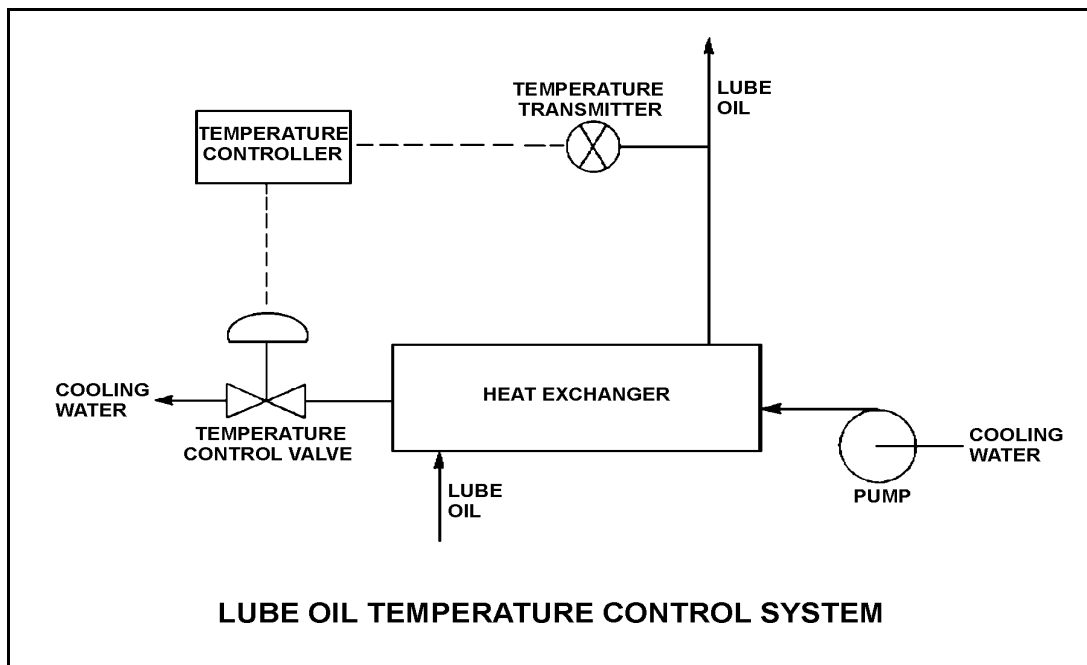 TEMPERATURE
TRANSMITTER
LUBE
OIL
TEMPERATURE
CONTROLLER
HEAT EXCHANGER
COOLING
WATER
TEMPERATURE
CONTROL VALVE
COOLING
WATER
PUMP
LUBE
OIL
LUBE OIL TEMPERATURE CONTROL SYSTEM